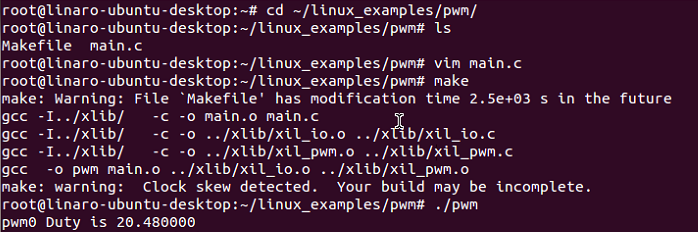 root@linaro-ubuntu-desktop:~# cd ~/linux_examples/pwm/
root@linaro-ubuntu-desktop:~/linux_examples/pwm# ls
Makefile  main.c
root@linaro-ubuntu-desktop:~/linux_examples/pwm# vim main.c
root@linaro-ubuntu-desktop:~/linux_examples/pwm# make
make: Warning: File `Makefile' has modification time 2.5e+03 s in the future
gcc -I../xlib/   -c -o main.o main.c
gcc -I../xlib/   -c -o ../xlib/xil_io.o ../xlib/xil_io.c
gcc -I../xlib/   -c -o ../xlib/xil_pwm.o ../xlib/xil_pwm.c
gcc  -o pwm main.o ../xlib/xil_io.o ../xlib/xil_pwm.o
make: warning:  Clock skew detected.  Your build may be incomplete.
root@linaro-ubuntu-desktop:~/linux_examples/pwm# ./pwm
pwm0 Duty is 20.480000